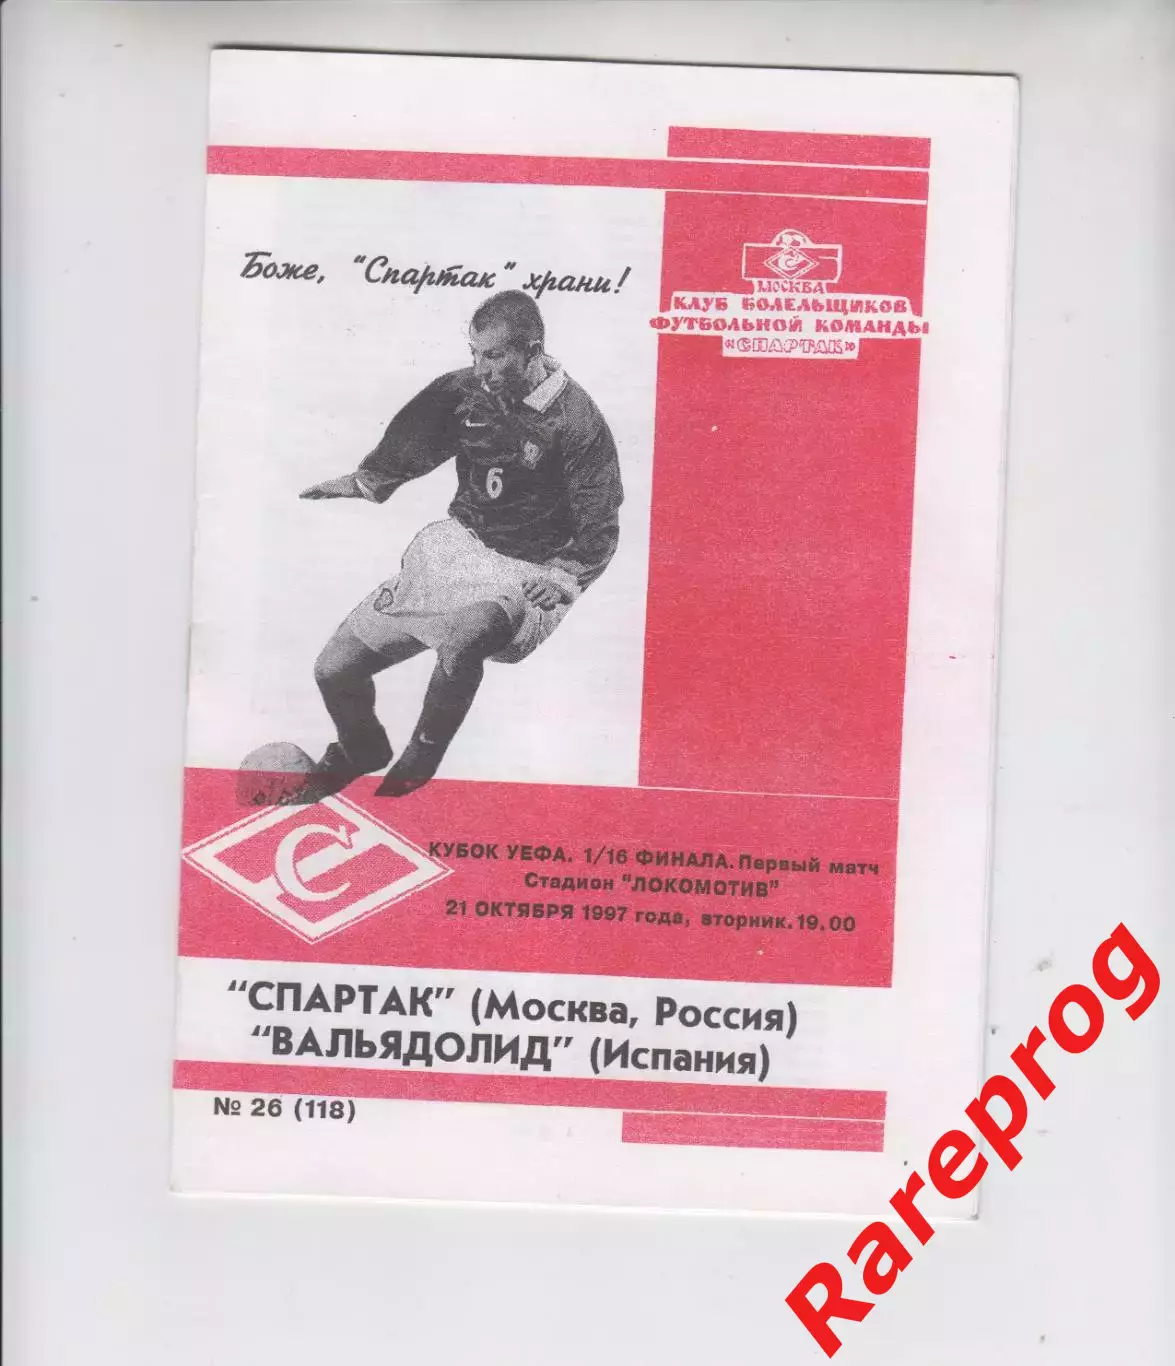 Боже, "Спартак" храни!
МОСКВА
КЛУБ БОЛЕЛЬЩИКОВ
ФУТБОЛЬНОЙ КОМАНДЫ
«СПАРТАК»
6
КУБОК УЕФА. 1/16 ФИНАЛА. Первый матч
Стадион "ЛОКОМОТИВ"
21 ОКТЯБРЯ 1997 года, вторник. 19.00
"СПАРТАК" (Москва, Россия)
"ВАЛЬЯДОЛИД" (Испания)
№ 26 (118)
Rareprog